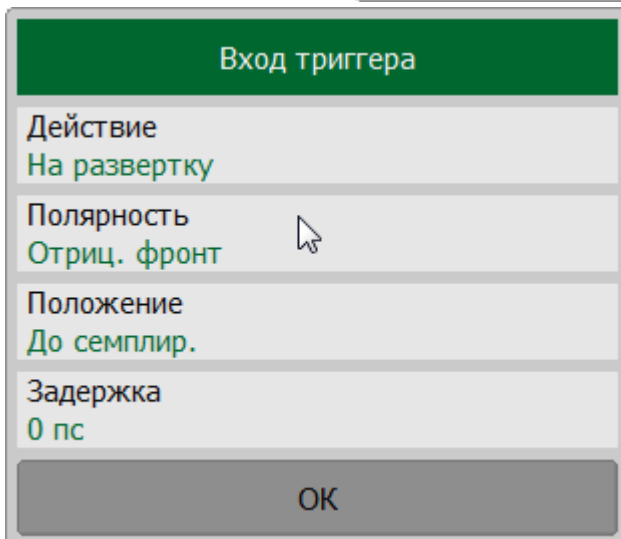 Вход триггера
Действие
На развертку
Полярность
Отриц. фронт
Положение
До семплир.
Задержка
0 пс
ОК